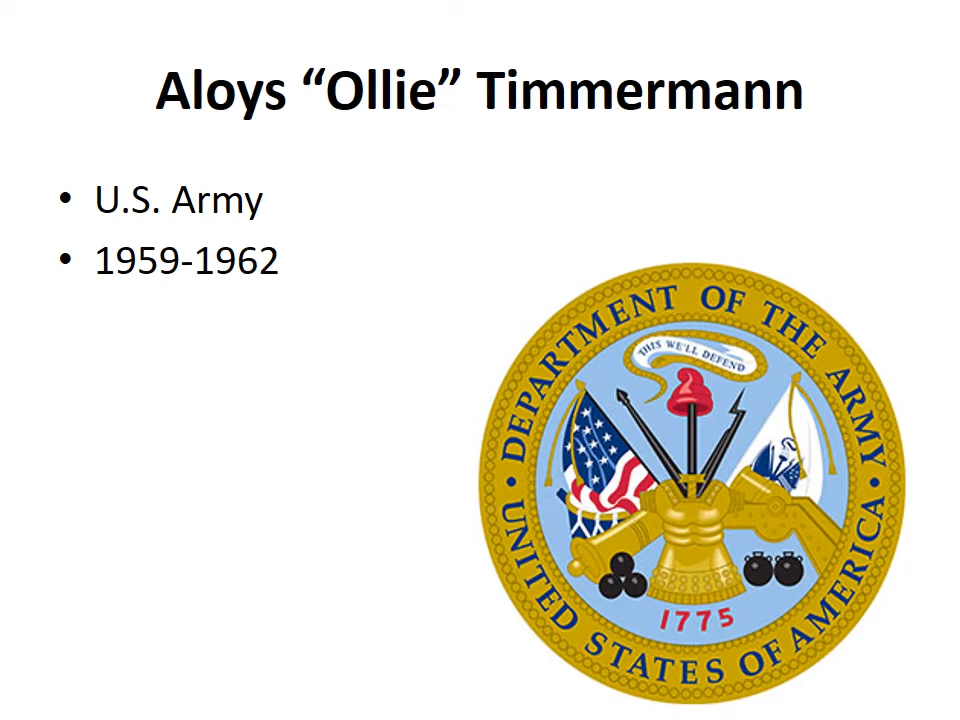 Aloys “Ollie” Timmermann
• U.S. Army
• 1959-1962
DEPARTMENT OF THE ARMY
THIS WE'LL DEFEND
1775
UNITED STATES OF AMERICA